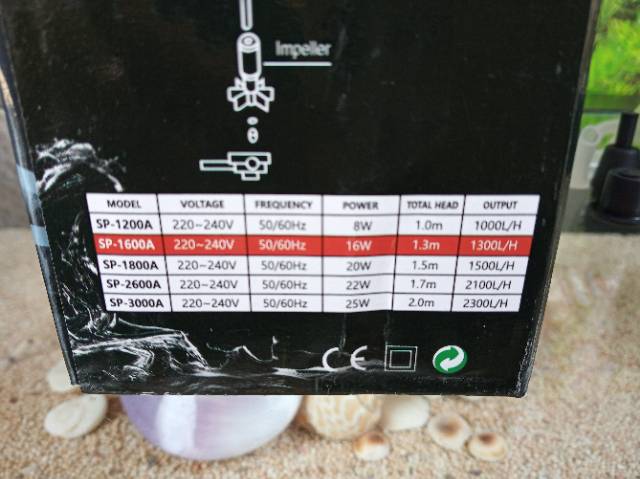 Impeller
MODEL VOLTAGE FREQUENCY POWER TOTAL HEAD OUTPUT
SP-1200A 220~240V 50/60Hz 8W 1.0m 1000L/H
SP-1600A 220~240V 50/60Hz 16W 1.3m 1300L/H
SP-1800A 220~240V 50/60Hz 20W 1.5m 1500L/H
SP-2600A 220~240V 50/60Hz 22W 1.7m 2100L/H
SP-3000A 220~240V 50/60Hz 25W 2.0m 2300L/H
CE